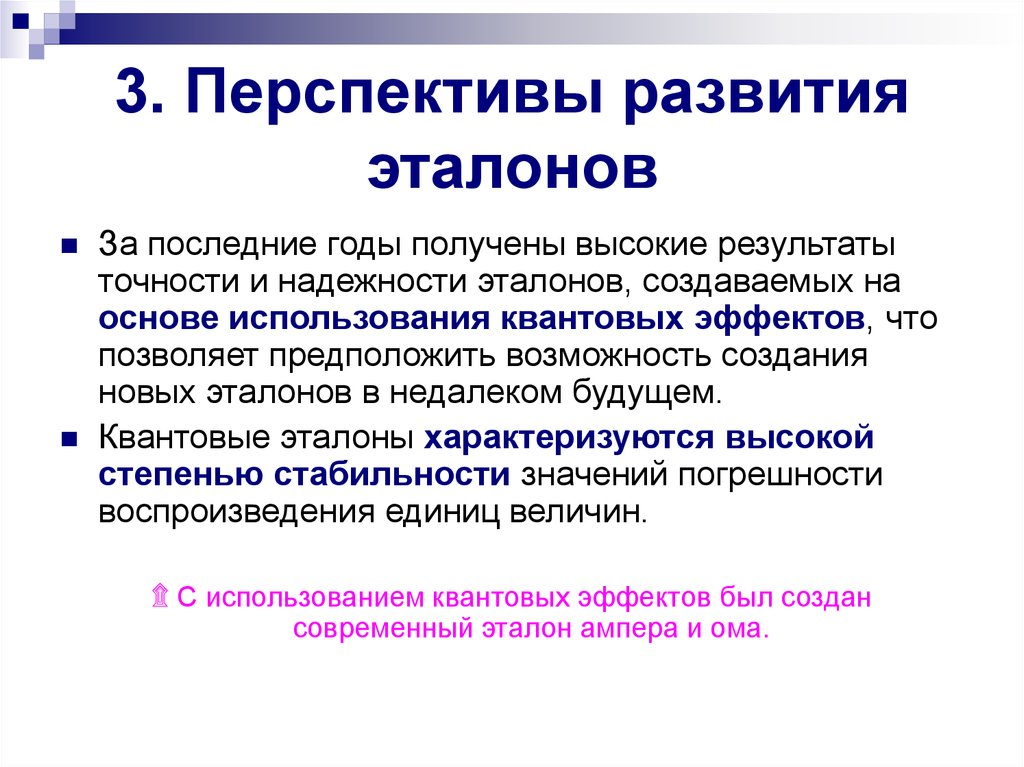 3. Перспективы развития
эталонов
За последние годы получены высокие результаты
точности и надежности эталонов, создаваемых на
основе использования квантовых эффектов, что
позволяет предположить возможность создания
новых эталонов в недалеком будущем.
Квантовые эталоны характеризуются высокой
степенью стабильности значений погрешности
воспроизведения единиц величин.
۩ С использованием квантовых эффектов был создан
современный эталон ампера и ома.